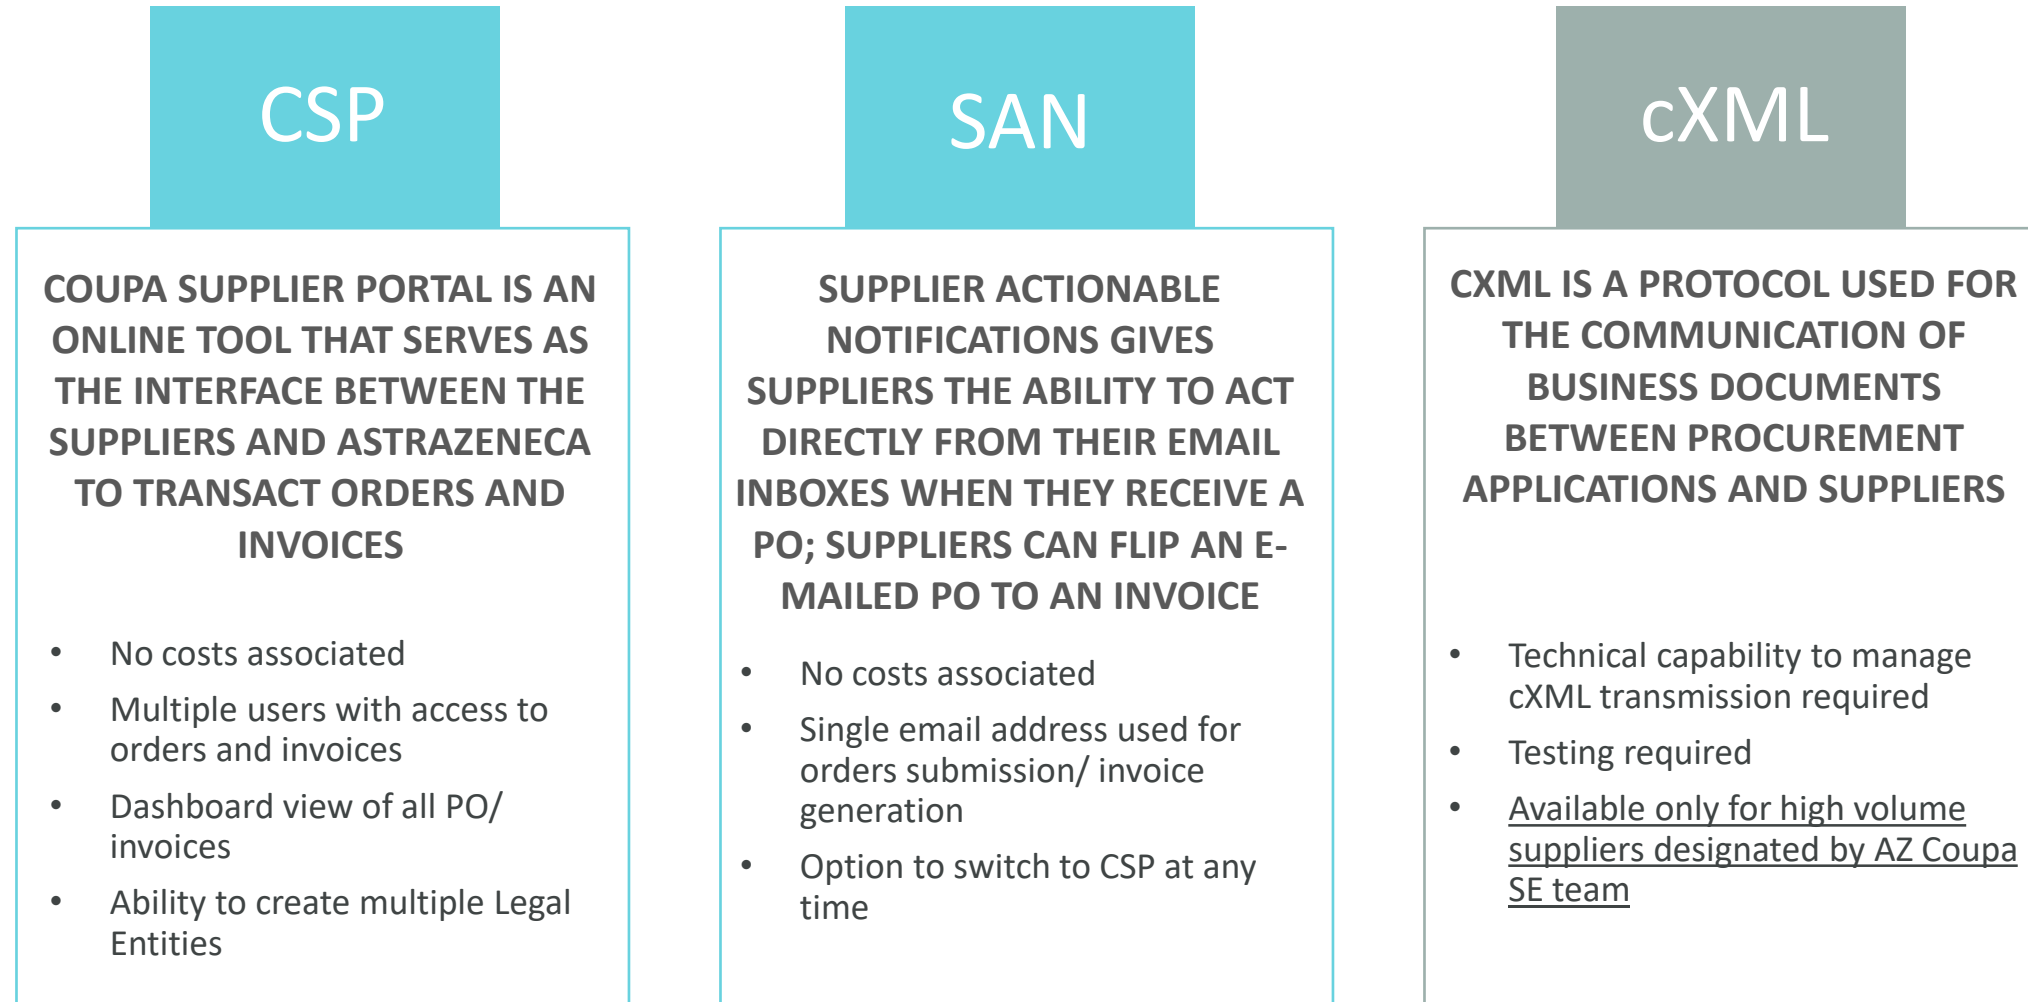 CSP
COUPA SUPPLIER PORTAL IS AN
ONLINE TOOL THAT SERVES AS
THE INTERFACE BETWEEN THE
SUPPLIERS AND ASTRAZENECA
TO TRANSACT ORDERS AND
INVOICES
• No costs associated
• Multiple users with access to
orders and invoices
• Dashboard view of all PO/
invoices
• Ability to create multiple Legal
Entities
SAN
SUPPLIER ACTIONABLE
NOTIFICATIONS GIVES
SUPPLIERS THE ABILITY TO ACT
DIRECTLY FROM THEIR EMAIL
INBOXES WHEN THEY RECEIVE A
PO; SUPPLIERS CAN FLIP AN E-
MAILED PO TO AN INVOICE
• No costs associated
• Single email address used for
orders submission/ invoice
generation
• Option to switch to CSP at any
time
cXML
CXML IS A PROTOCOL USED FOR
THE COMMUNICATION OF
BUSINESS DOCUMENTS
BETWEEN PROCUREMENT
APPLICATIONS AND SUPPLIERS
• Technical capability to manage
cXML transmission required
• Testing required
• Available only for high volume
suppliers designated by AZ Coupa
SE team